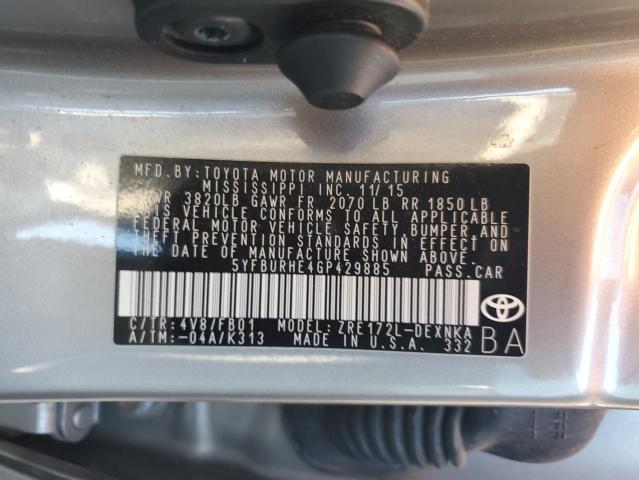 MFD. BY: TOYOTA MOTOR MANUFACTURING
MISSISSIPPI INC. 11/15
GVWR 3820LB GAWR FR 2070 LB RR 1850 LB
THIS VEHICLE CONFORMS TO ALL APPLICABLE
FEDERAL MOTOR VEHICLE SAFETY, BUMPER AND
THEFT PREVENTION STANDARDS IN EFFECT ON
THE DATE OF MANUFACTURE SHOWN ABOVE.
5YFBURHE4GP429885 PASS.CAR
C/TR: 4V8/FB01 MODEL: ZRE172L-DEXNKA
A/TM: -04A/K313 MADE IN U.S.A. 332 BA